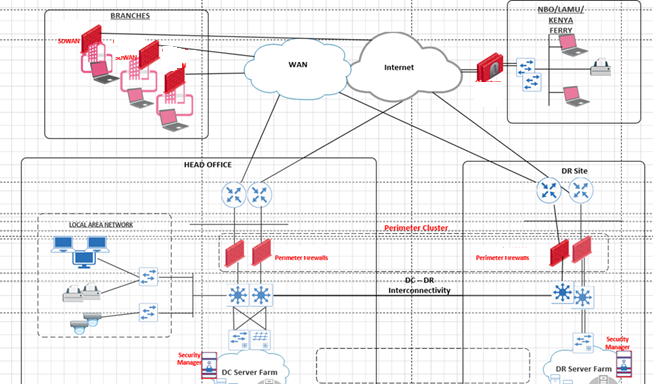 BRANCHES
NBO/LAMU/
KENYA
FERRY
SDWAN
SDWAN
WAN
Internet
HEAD OFFICE
DR Site
LOCAL AREA NETWORK
Perimeter Cluster
Perimeter Firewalls
Perimeter Firewalls
DC – DR
Interconnectivity
Security
Manager
DC Server Farm
Security
Manager
DR Server Farm